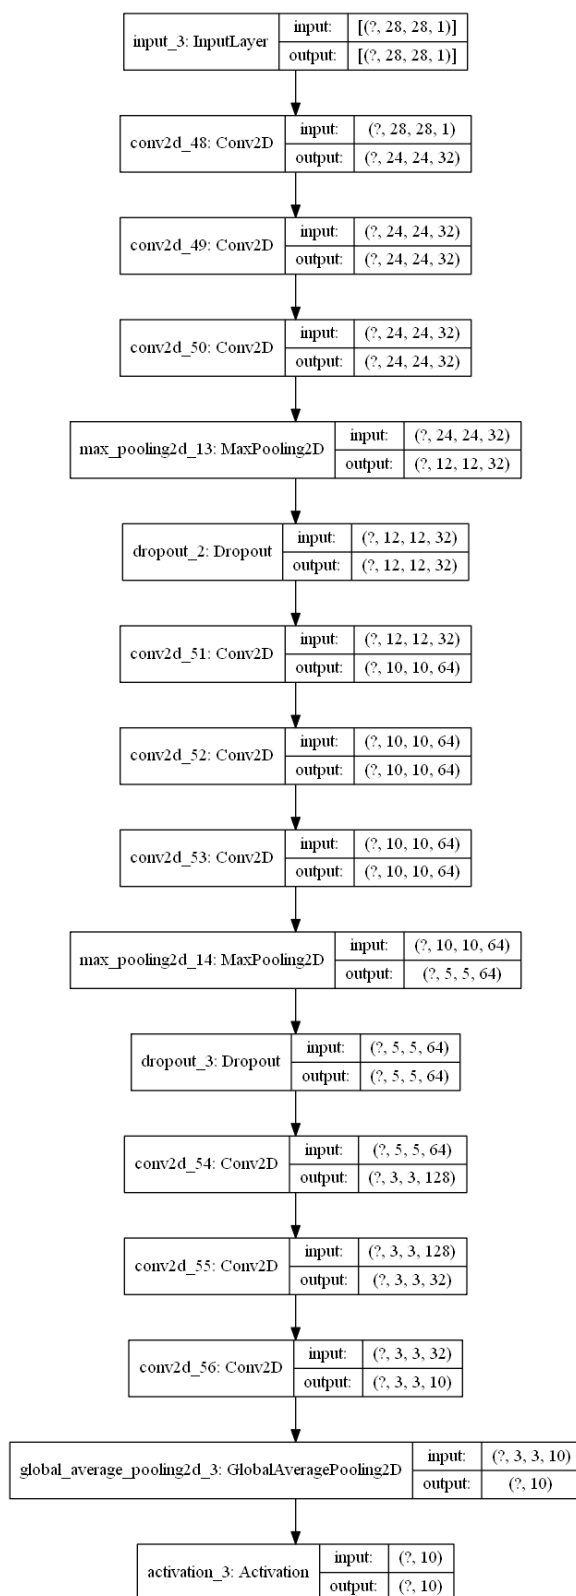 input_3: InputLayer
input: [(?, 28, 28, 1)]
output: [(?, 28, 28, 1)]
conv2d_48: Conv2D
input: (?, 28, 28, 1)
output: (?, 24, 24, 32)
conv2d_49: Conv2D
input: (?, 24, 24, 32)
output: (?, 24, 24, 32)
conv2d_50: Conv2D
input: (?, 24, 24, 32)
output: (?, 24, 24, 32)
max_pooling2d_13: MaxPooling2D
input: (?, 24, 24, 32)
output: (?, 12, 12, 32)
dropout_2: Dropout
input: (?, 12, 12, 32)
output: (?, 12, 12, 32)
conv2d_51: Conv2D
input: (?, 12, 12, 32)
output: (?, 10, 10, 64)
conv2d_52: Conv2D
input: (?, 10, 10, 64)
output: (?, 10, 10, 64)
conv2d_53: Conv2D
input: (?, 10, 10, 64)
output: (?, 10, 10, 64)
max_pooling2d_14: MaxPooling2D
input: (?, 10, 10, 64)
output: (?, 5, 5, 64)
dropout_3: Dropout
input: (?, 5, 5, 64)
output: (?, 5, 5, 64)
conv2d_54: Conv2D
input: (?, 5, 5, 64)
output: (?, 3, 3, 128)
conv2d_55: Conv2D
input: (?, 3, 3, 128)
output: (?, 3, 3, 32)
conv2d_56: Conv2D
input: (?, 3, 3, 32)
output: (?, 3, 3, 10)
global_average_pooling2d_3: GlobalAveragePooling2D
input: (?, 3, 3, 10)
output: (?, 10)
activation_3: Activation
input: (?, 10)
output: (?, 10)